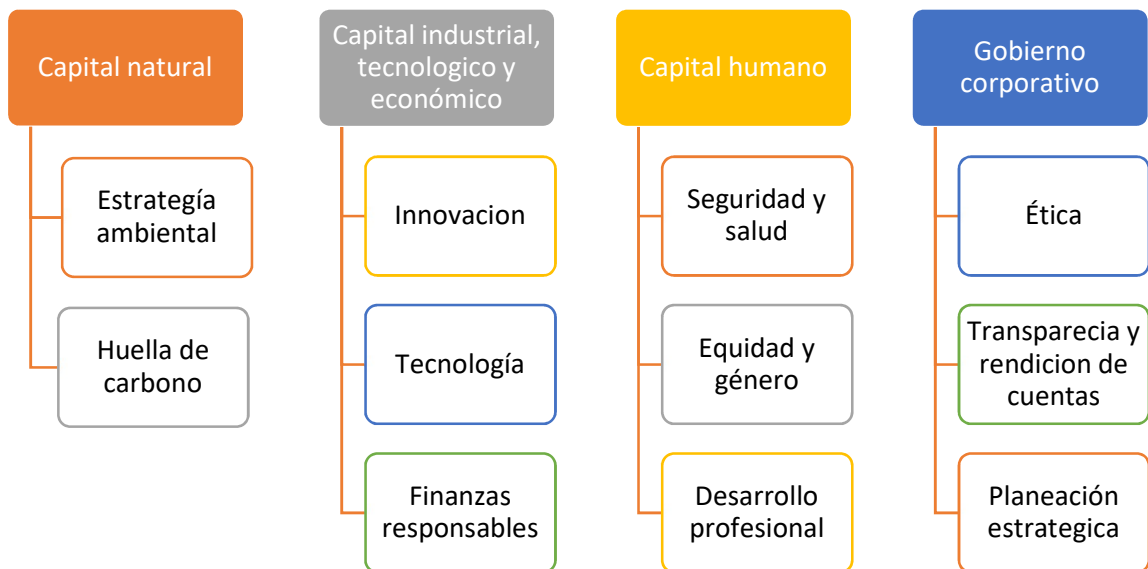 Capital natural
Estrategía
ambiental
Huella de
carbono
Capital industrial,
tecnologico y
económico
Innovacion
Tecnología
Finanzas
responsables
Capital humano
Seguridad y
salud
Equidad y
género
Desarrollo
profesional
Gobierno
corporativo
Ética
Transparecia y
rendicion de
cuentas
Planeación
estrategica